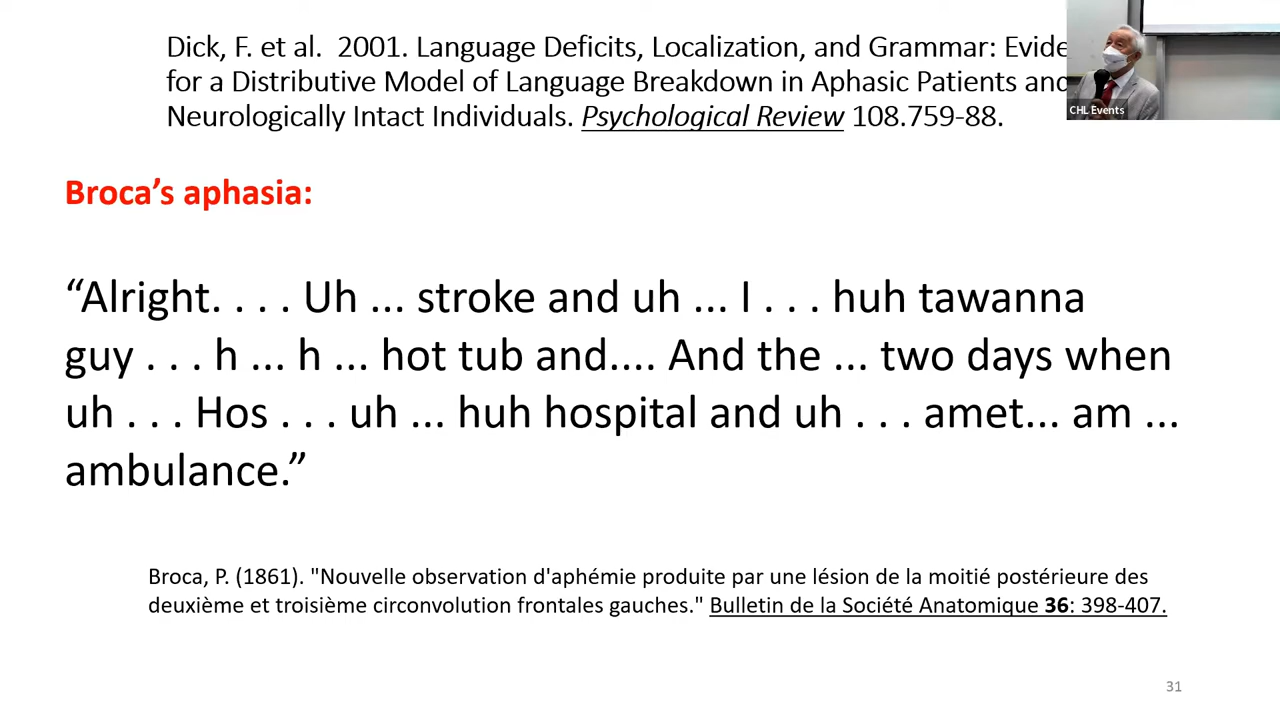 Dick, F. et al.  2001. Language Deficits, Localization, and Grammar:
for a Distributive Model of Language Breakdown in Aphasic Patients and
Neurologically Intact Individuals. Psychological Review 108.759-88.
CHL Events
Broca’s aphasia:
“Alright. . . . Uh ... stroke and uh ... I . . . huh tawanna
guy . . . h ... h ... hot tub and.... And the ... two days when
uh . . . Hos . . . uh ... huh hospital and uh . . . amet... am ...
ambulance.”
Broca, P. (1861). "Nouvelle observation d'aphémie produite par une lésion de la moitié postérieure des
deuxième et troisième circonvolution frontales gauches." Bulletin de la Société Anatomique 36: 398-407.
31